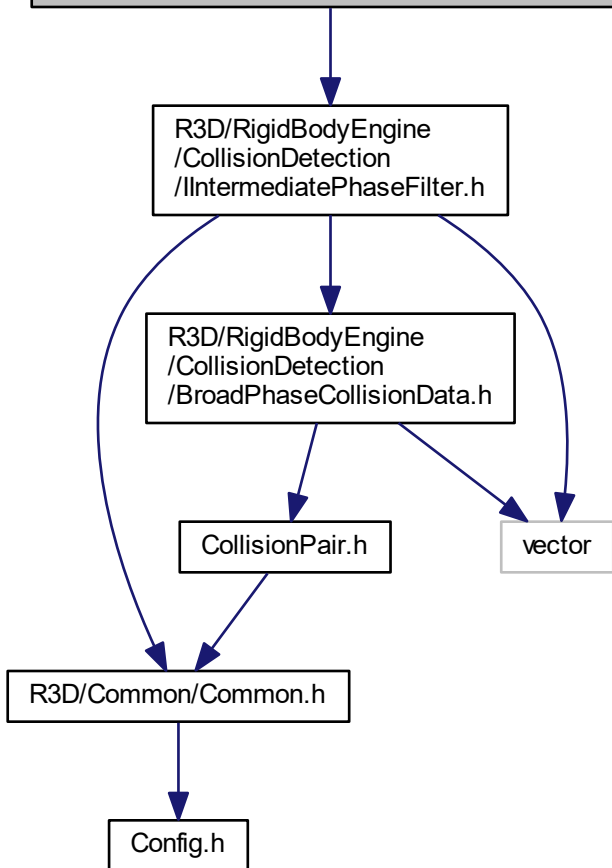 R3D/RigidBodyEngine
/CollisionDetection
/IIntermediatePhaseFilter.h
R3D/RigidBodyEngine
/CollisionDetection
/BroadPhaseCollisionData.h
CollisionPair.h
vector
R3D/Common/Common.h
Config.h